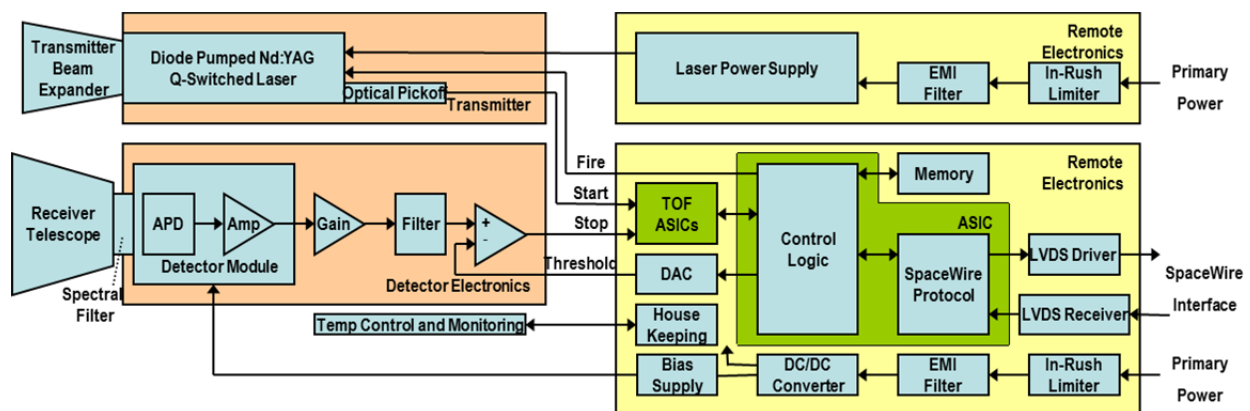 Transmitter
Beam
Expander
Diode Pumped Nd:YAG
Q-Switched Laser
Optical Pickoff
Transmitter
Laser Power Supply
EMI
Filter
In-Rush
Limiter
Remote
Electronics
Primary
Power
Receiver
Telescope
Spectral
Filter
APD
Amp
Detector Module
Gain
Filter
+
-
Detector Electronics
Fire
Start
Stop
Threshold
TOF
ASICs
DAC
House
Keeping
Temp Control and Monitoring
Bias
Supply
Control
Logic
Memory
Remote
Electronics
ASIC
SpaceWire
Protocol
LVDS Driver
LVDS Receiver
SpaceWire
Interface
DC/DC
Converter
EMI
Filter
In-Rush
Limiter
Primary
Power